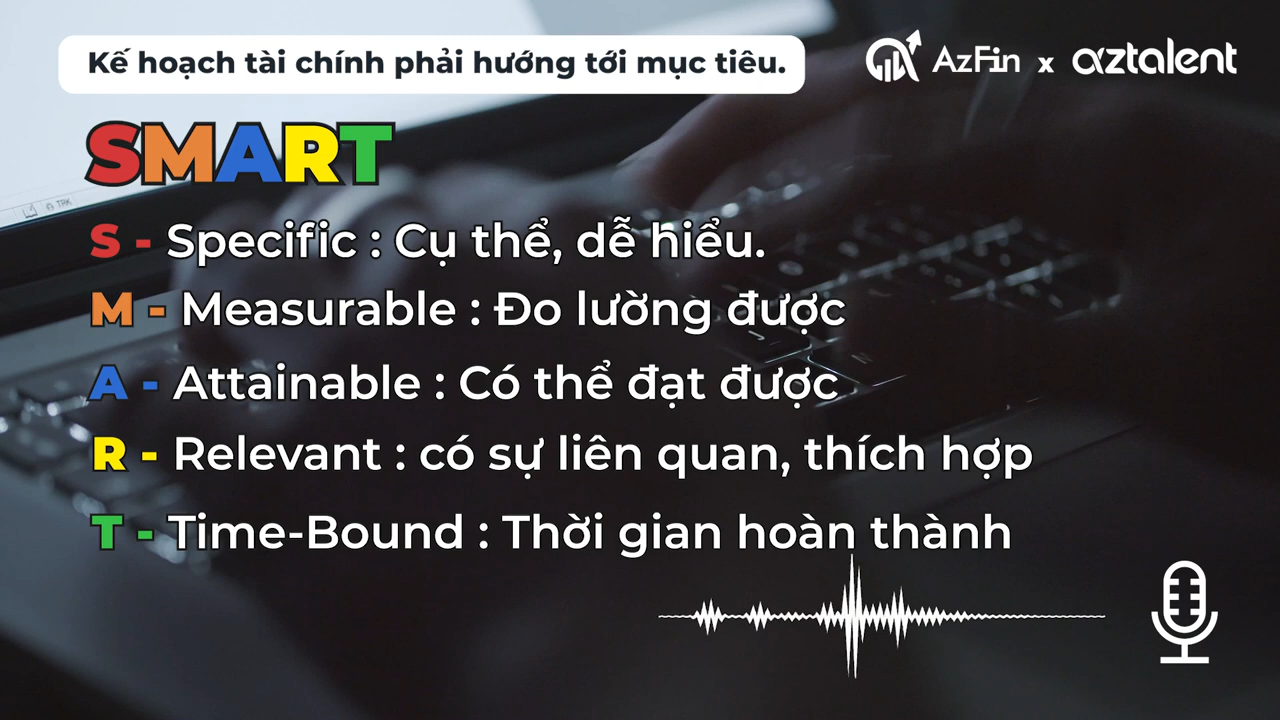 Kế hoạch tài chính phải hướng tới mục tiêu.
AzFin x aztalent
SMART
S - Specific : Cụ thể, dễ hiểu.
M - Measurable : Đo lường được
A - Attainable : Có thể đạt được
R - Relevant : có sự liên quan, thích hợp
T - Time-Bound : Thời gian hoàn thành